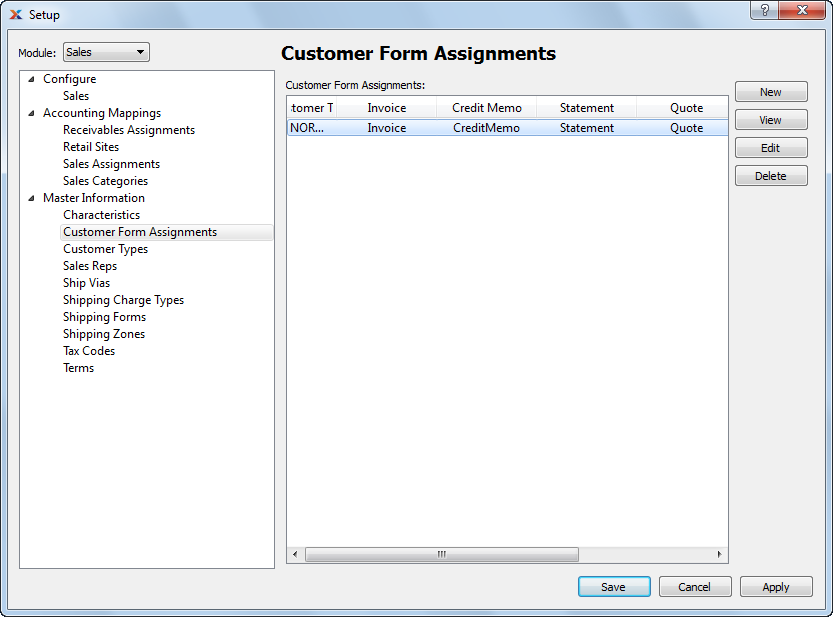 Setup
?
Module: Sales
Configure
Sales
Accounting Mappings
Receivables Assignments
Retail Sites
Sales Assignments
Sales Categories
Master Information
Characteristics
Customer Form Assignments
Customer Types
Sales Reps
Ship Vias
Shipping Charge Types
Shipping Forms
Shipping Zones
Tax Codes
Terms
Customer Form Assignments
Customer Form Assignments:
tomer T Invoice Credit Memo Statement Quote
NOR... Invoice CreditMemo Statement Quote
New
View
Edit
Delete
Save Cancel Apply